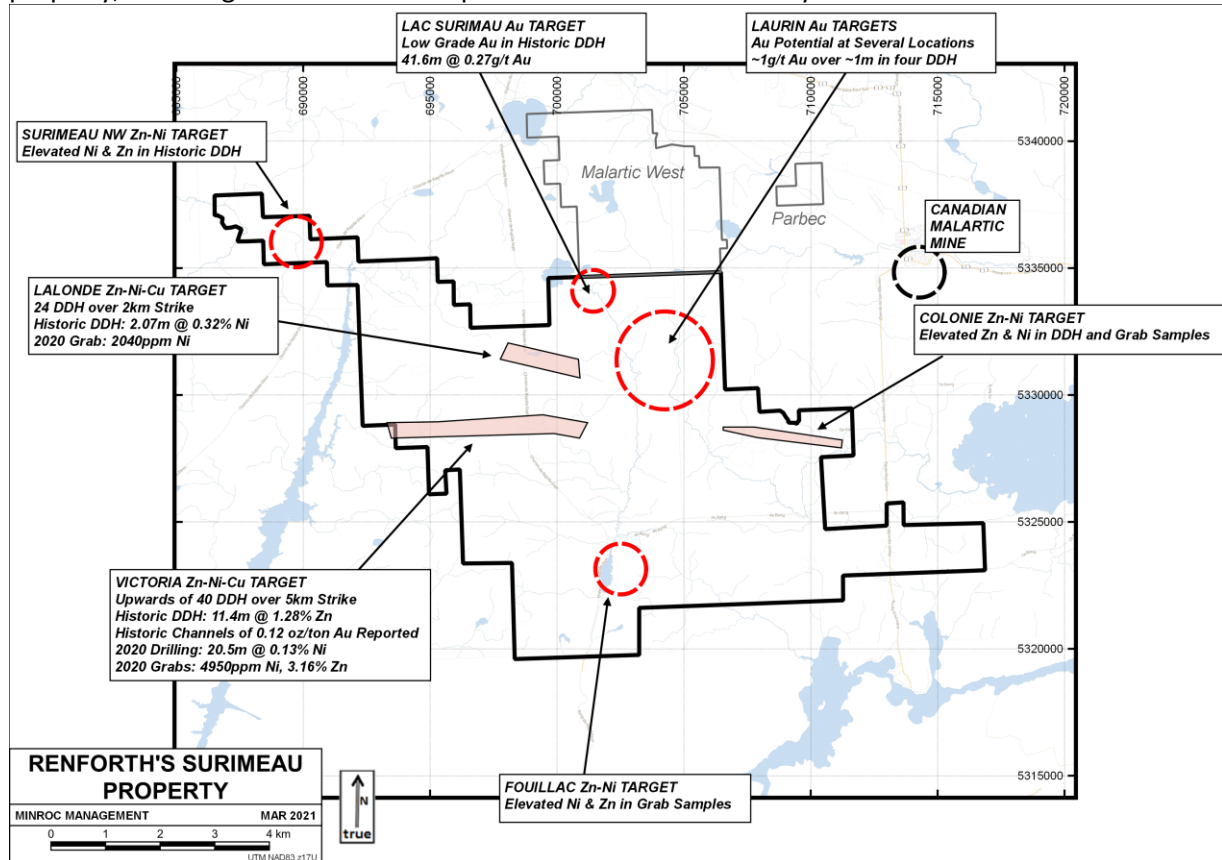 LAC SURIMAU Au TARGET
Low Grade Au in Historic DDH
41.6m @ 0.27g/t Au
LAURIN Au TARGETS
Au Potential at Several Locations
~1g/t Au over ~1m in four DDH
690000
695000
700000
705000
710000
715000
720000
SURIMEAU NW Zn-Ni TARGET
Elevated Ni & Zn in Historic DDH
5340000
Malartic West
Parbec
CANADIAN
MALARTIC
MINE
5335000
LALONDE Zn-Ni-Cu TARGET
24 DDH over 2km Strike
Historic DDH: 2.07m @ 0.32% Ni
2020 Grab: 2040ppm Ni
COLONIE Zn-Ni TARGET
Elevated Zn & Ni in DDH and Grab Samples
5330000
5325000
VICTORIA Zn-Ni-Cu TARGET
Upwards of 40 DDH over 5km Strike
Historic DDH: 11.4m @ 1.28% Zn
Historic Channels of 0.12 oz/ton Au Reported
2020 Drilling: 20.5m @ 0.13% Ni
2020 Grabs: 4950ppm Ni, 3.16% Zn
5320000
FOUILLAC Zn-Ni TARGET
Elevated Ni & Zn in Grab Samples
5315000
RENFORTH'S SURIMEAU
PROPERTY
MINROC MANAGEMENT MAR 2021
0 1 2 3 4 km
UTM NAD83 z17U
N
true